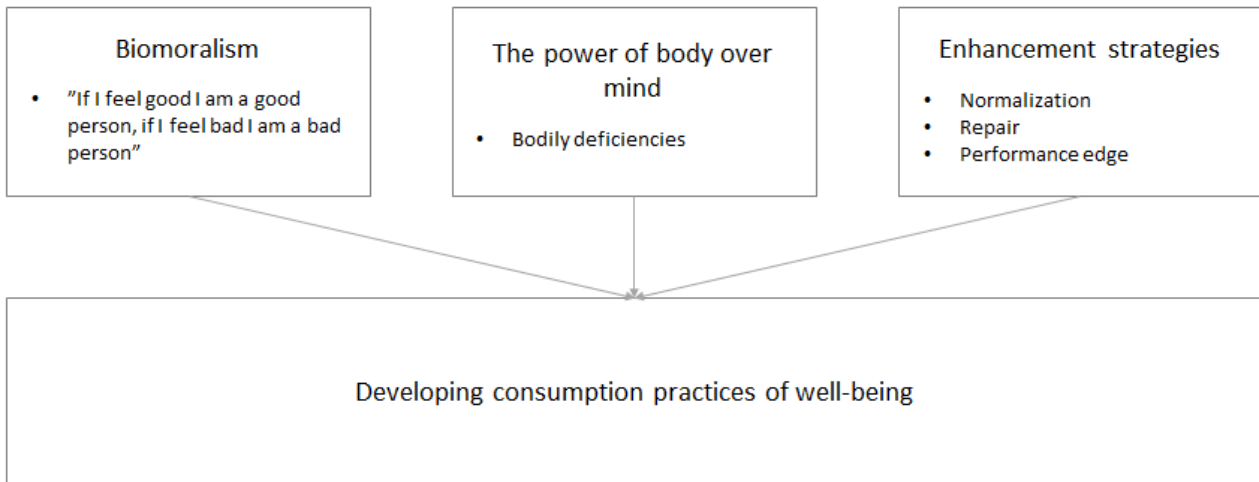 Biomoralism
• ”If I feel good I am a good
person, if I feel bad I am a bad
person”
The power of body over
mind
• Bodily deficiencies
Enhancement strategies
• Normalization
• Repair
• Performance edge
Developing consumption practices of well-being